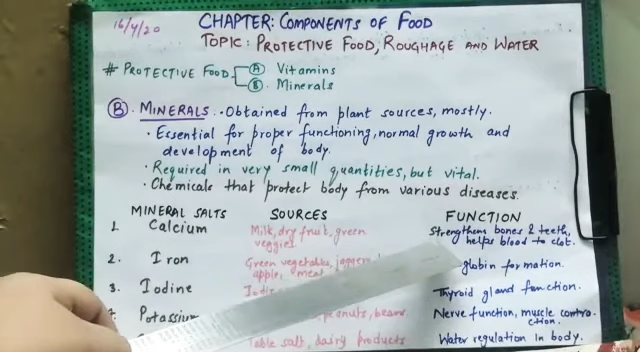 16/4/20
CHAPTER: COMPONENTS OF FOOD
TOPIC: PROTECTIVE FOOD, ROUGHAGE AND WATER
# PROTECTIVE FOOD
A Vitamins
B. Minerals
B. MINERALS. • Obtained from plant sources, mostly.
• Essential for proper functioning, normal growth and
development of body.
• Required in very small quantities, but vital.
• Chemicals that protect body from various diseases.
MINERAL SALTS SOURCES FUNCTION
1. Calcium Milk, dry fruit, green
veggies
Strengthens bones & teeth,
helps blood to clot.
2. Iron Green vegetables,
apple, meat
globin formation.
3. Iodine Thyroid gland function.
Potassium peanuts, beans Nerve function, muscle contra-
ction.
Table salt, dairy products Water regulation in body.